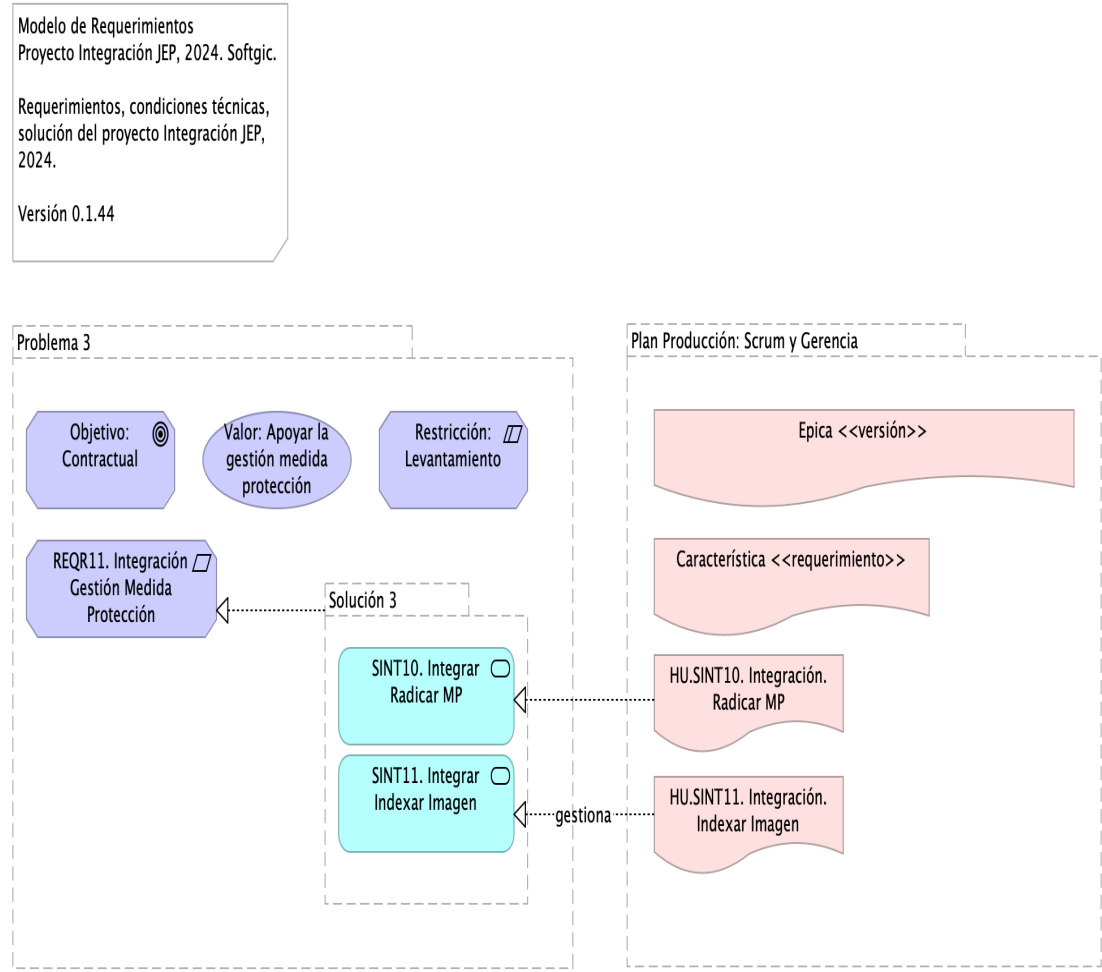 Modelo de Requerimientos
Proyecto Integración JEP, 2024. Softgic.
Requerimientos, condiciones técnicas,
solución del proyecto Integración JEP,
2024.
Versión 0.1.44
Problema 3
Objetivo:
Contractual
Valor: Apoyar la
gestión medida
protección
Restricción:
Levantamiento
REQR11. Integración
Gestión Medida
Protección
Solución 3
SINT10. Integrar
Radicar MP
SINT11. Integrar
Indexar Imagen
gestiona
Plan Producción: Scrum y Gerencia
Epica <<versión>>
Característica <<requerimiento>>
HU.SINT10. Integración.
Radicar MP
HU.SINT11. Integración.
Indexar Imagen